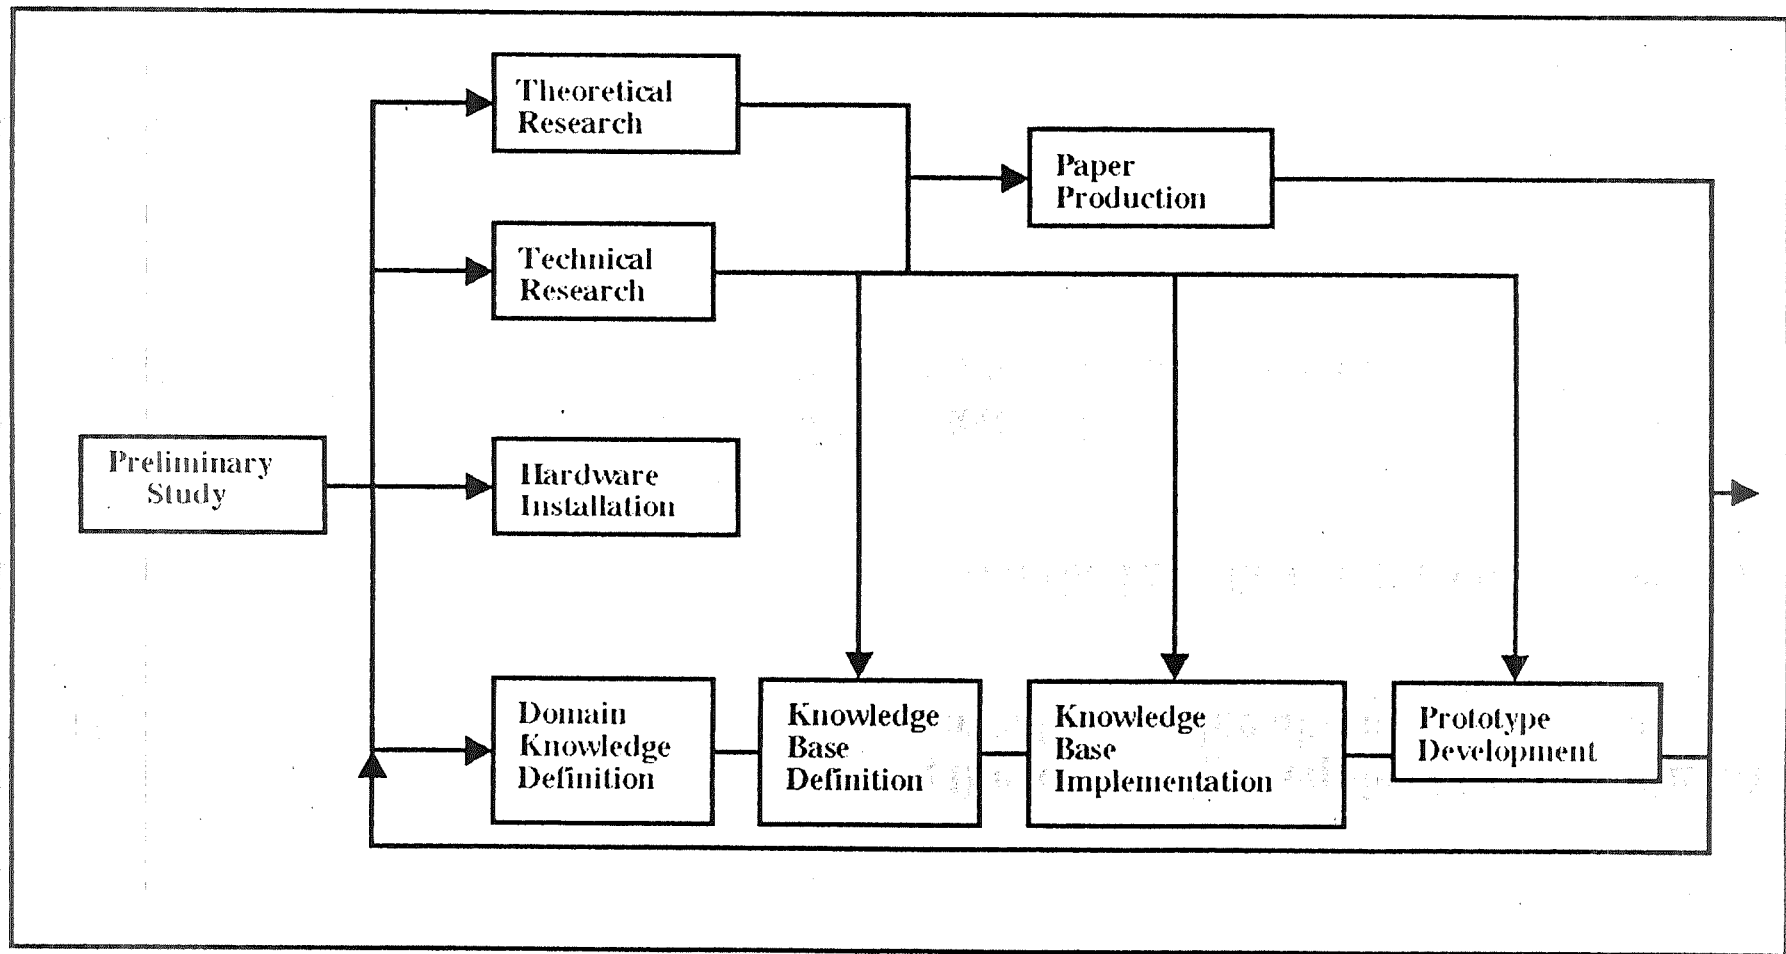 Theoretical
Research
Paper
Production
Technical
Research
Preliminary
Study
Hardware
Installation
Domain
Knowledge
Definition
Knowledge
Base
Definition
Knowledge
Base
Implementation
Prototype
Development